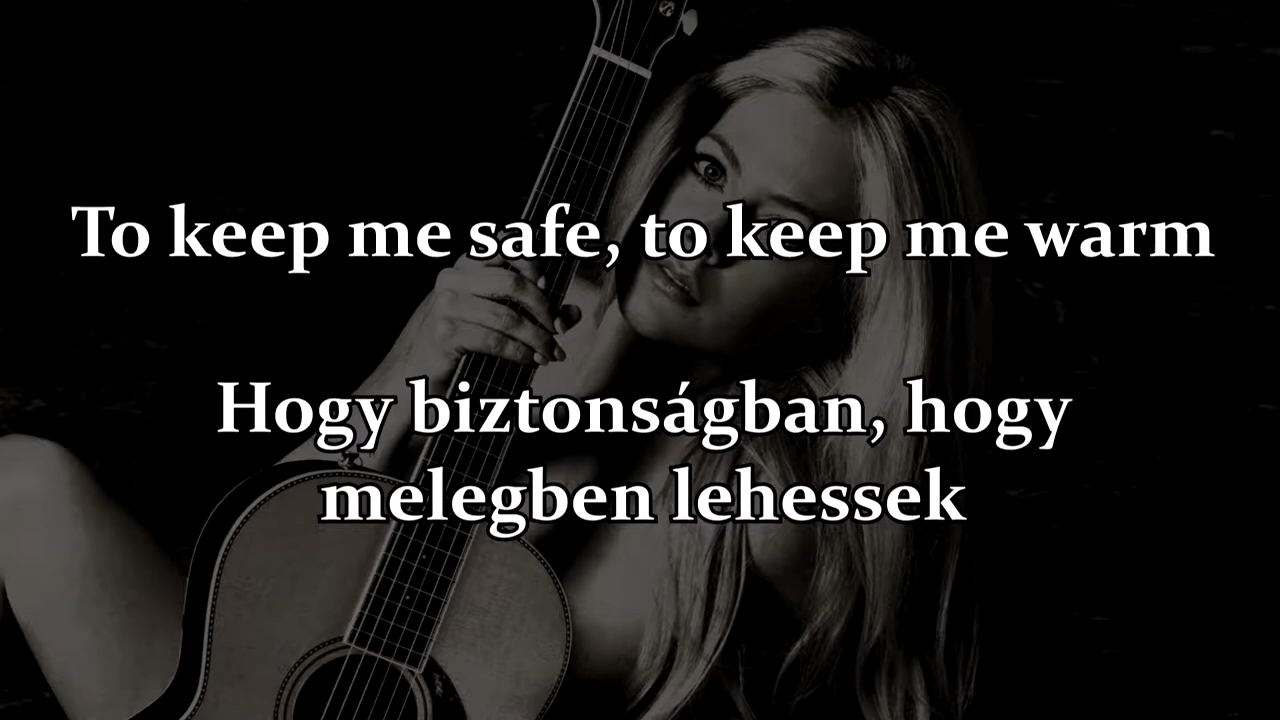 To keep me safe, to keep me warm
Hogy biztonságban, hogy
melegben lehessek